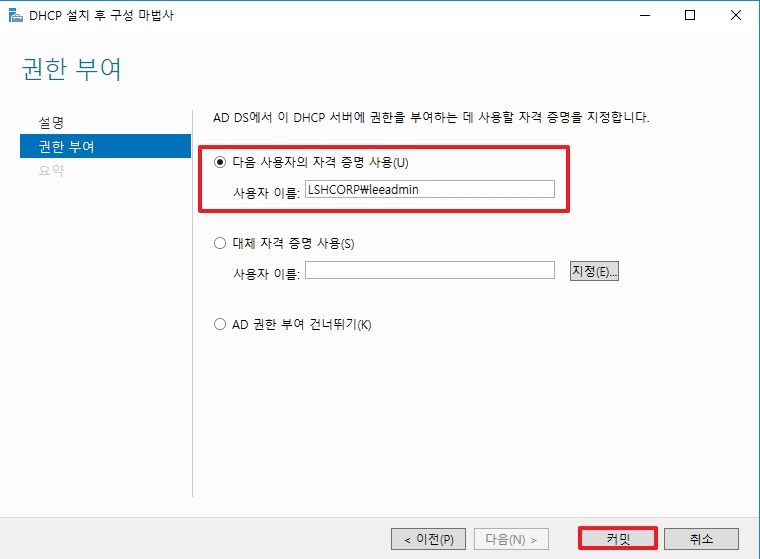 DHCP 설치 후 구성 마법사
권한 부여
설명
권한 부여
요약
AD DS에서 이 DHCP 서버에 권한을 부여하는 데 사용할 자격 증명을 지정합니다.
다음 사용자의 자격 증명 사용(U)
사용자 이름: LSHCORP₩leeadmin
대체 자격 증명 사용(S)
사용자 이름:
지정(E)...
AD 권한 부여 건너뛰기(K)
< 이전(P)
다음(N) >
커밋
취소